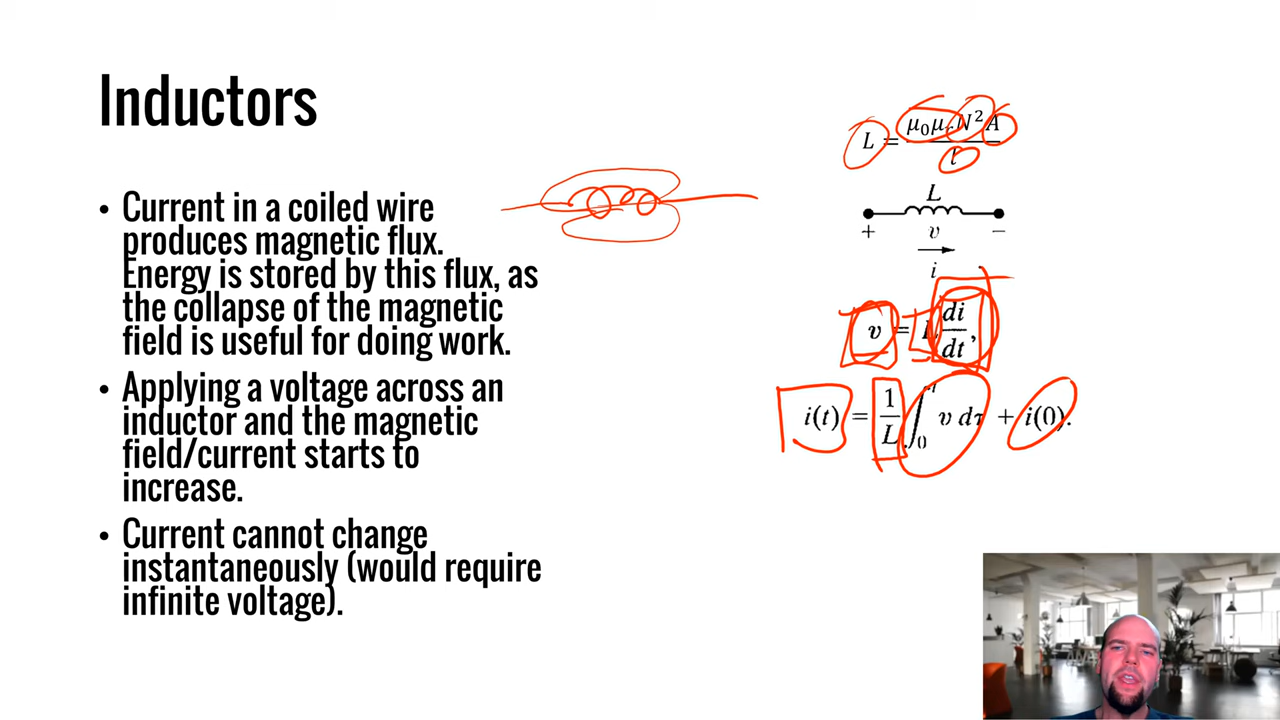 Inductors
• Current in a coiled wire
produces magnetic flux.
Energy is stored by this flux, as
the collapse of the magnetic
field is useful for doing work.
• Applying a voltage across an
inductor and the magnetic
field/current starts to
increase.
• Current cannot change
instantaneously (would require
infinite voltage).
L = μ₀μᵣN²A / l
L
+ v −
i
v = L di/dt,
i(t) = 1/L ∫₀ᵗ v dτ + i(0).